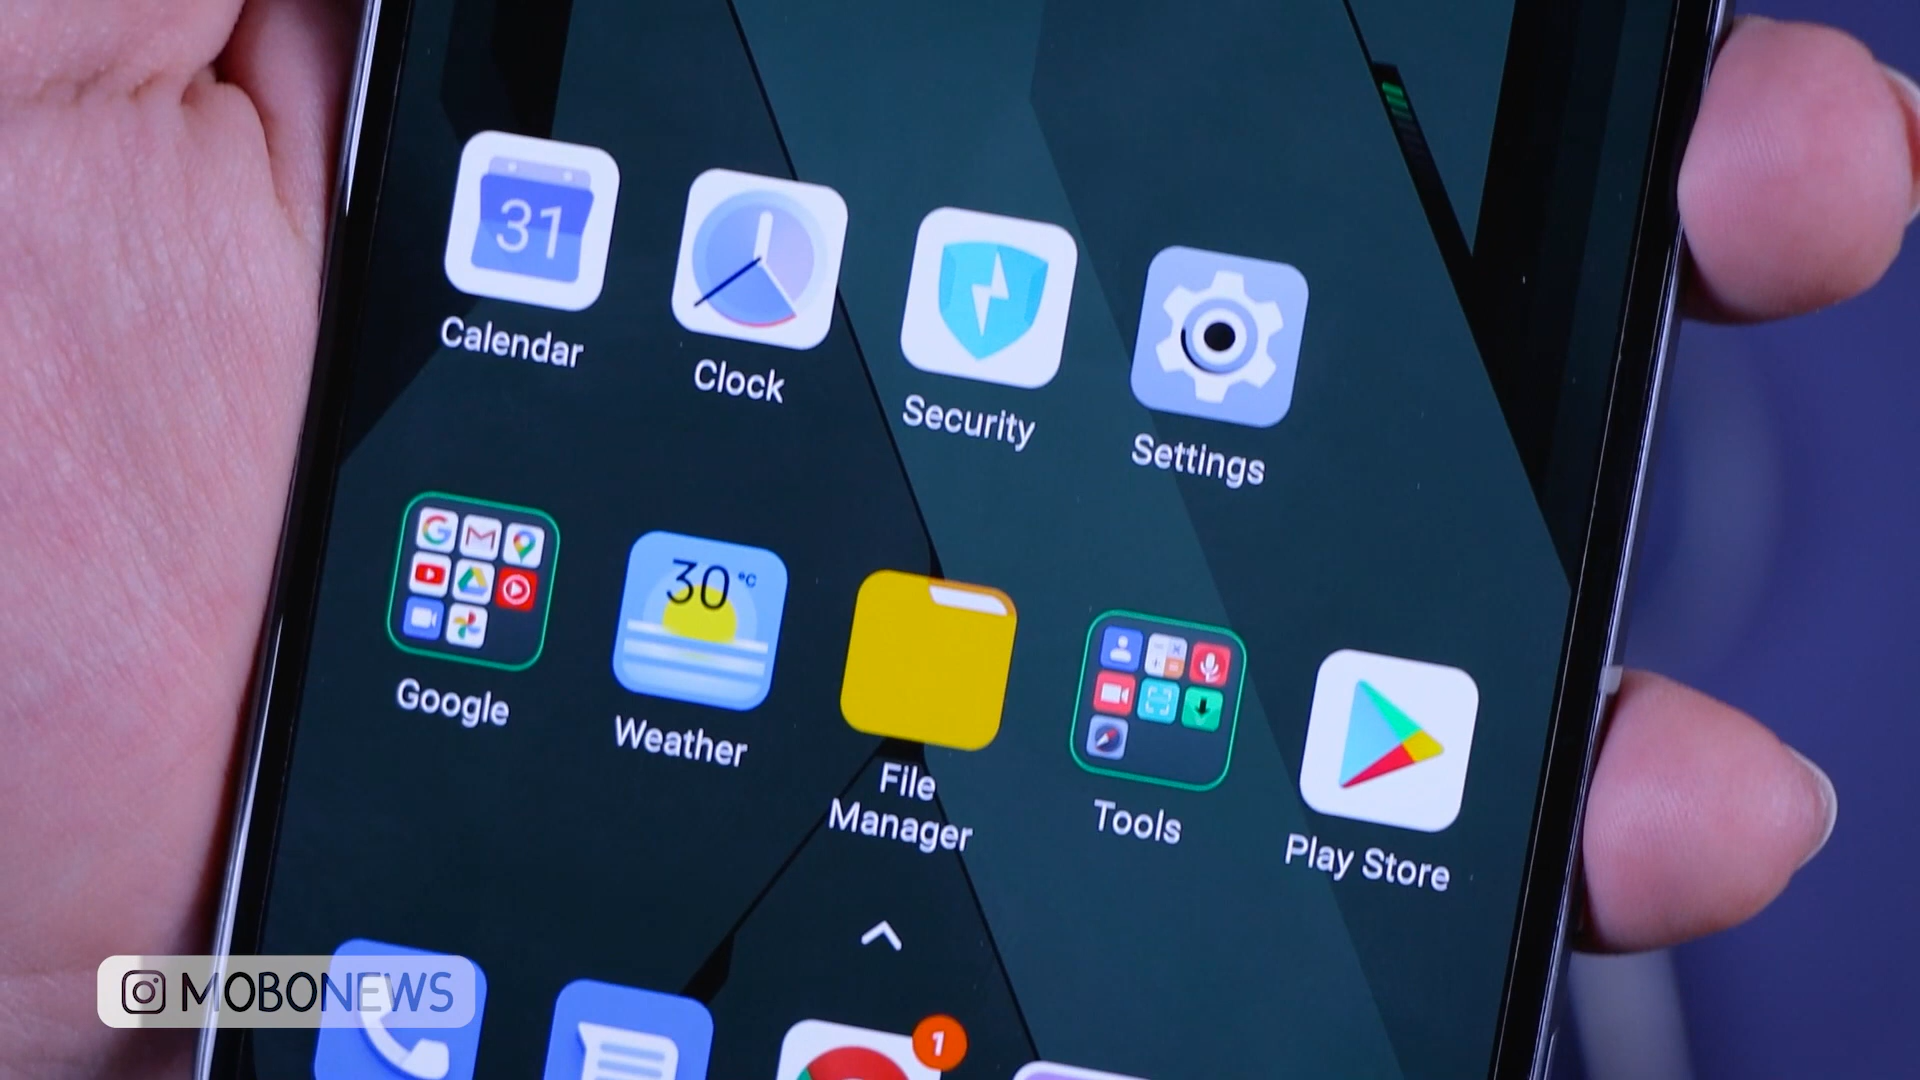 31
Calendar
Clock
Security
Settings
Google
30°C
Weather
File
Manager
Tools
Play Store
MOBONEWS
1